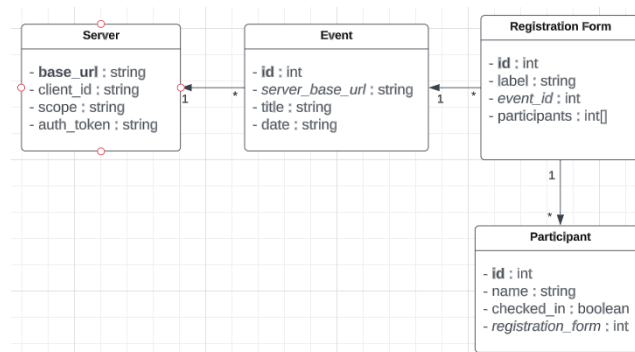 Server
- base_url : string
- client_id : string
- scope : string
- auth_token : string
1
*
Event
- id : int
- server_base_url : string
- title : string
- date : string
1
*
Registration Form
- id : int
- label : string
- event_id : int
- participants : int[]
1
*
Participant
- id : int
- name : string
- checked_in : boolean
- registration_form : int